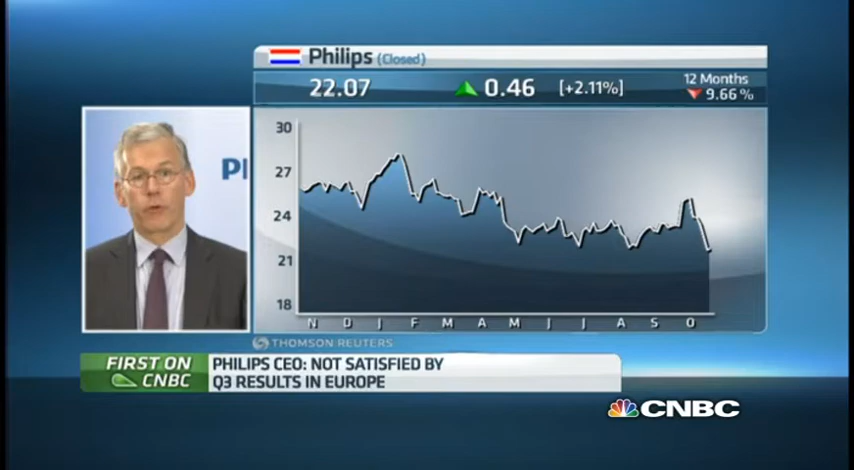 Philips (Closed)
22.07 0.46 [+2.11%] 12 Months
9.66%
30
27
24
21
18
N D J F M A M J J A S O
PI
THOMSON REUTERS
FIRST ON
CNBC
PHILIPS CEO: NOT SATISFIED BY
Q3 RESULTS IN EUROPE
CNBC